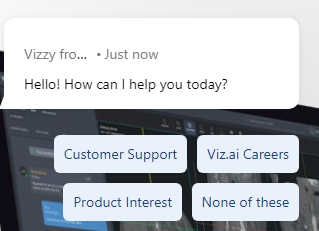 Vizzy fro... • Just now
Hello! How can I help you today?
Customer Support Viz.ai Careers
Product Interest None of these